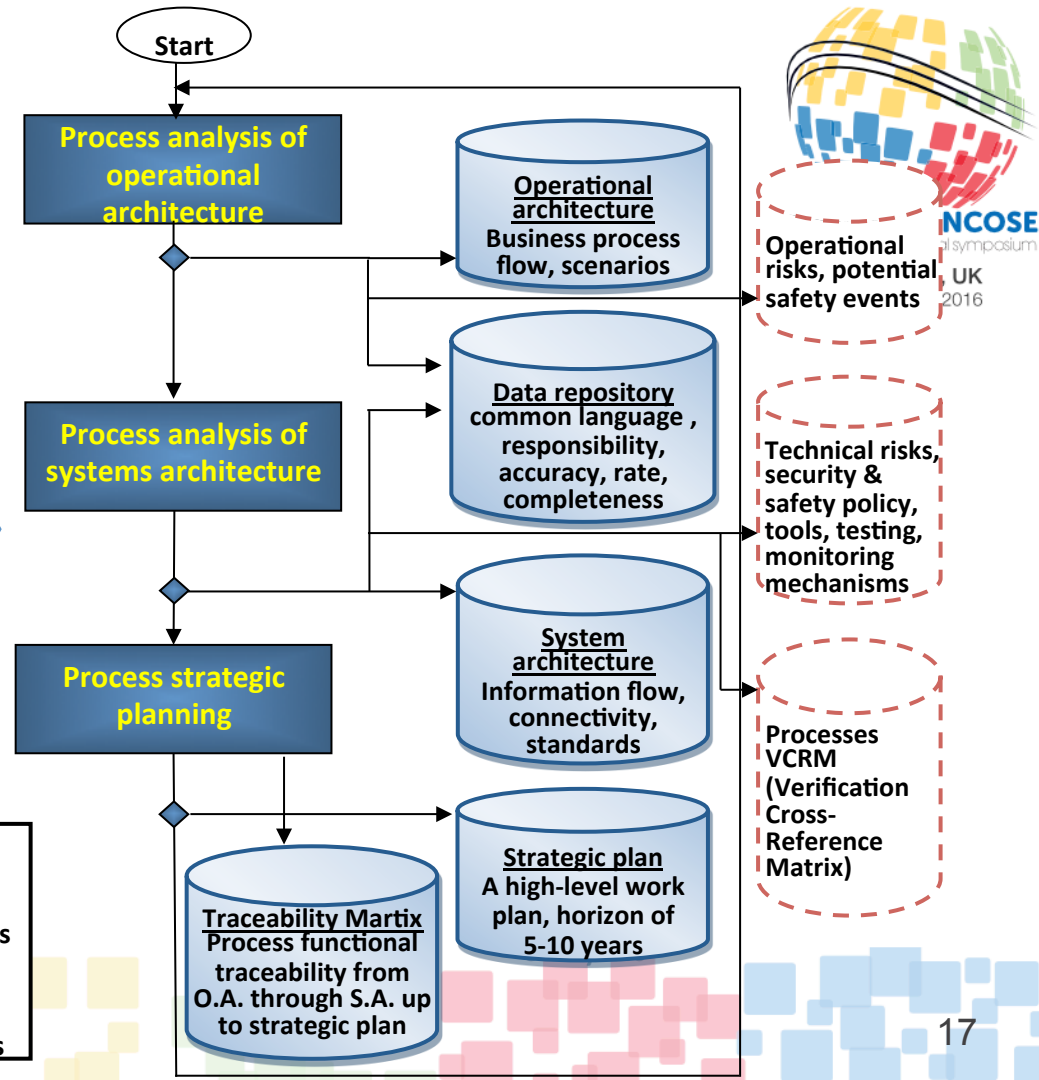 Start
Process analysis of
operational
architecture
Operational
architecture
Business process
flow, scenarios
NCOSE
symposium
, UK
2016
Operational
risks, potential
safety events
Data repository
common language ,
responsibility,
accuracy, rate,
completeness
Process analysis of
systems architecture
Technical risks,
security &
safety policy,
tools, testing,
monitoring
mechanisms
System
architecture
Information flow,
connectivity,
standards
Process strategic
planning
Processes
VCRM
(Verification
Cross-
Reference
Matrix)
Strategic plan
A high-level work
plan, horizon of
5-10 years
Traceability Martix
Process functional
traceability from
O.A. through S.A. up
to strategic plan
s
s
17